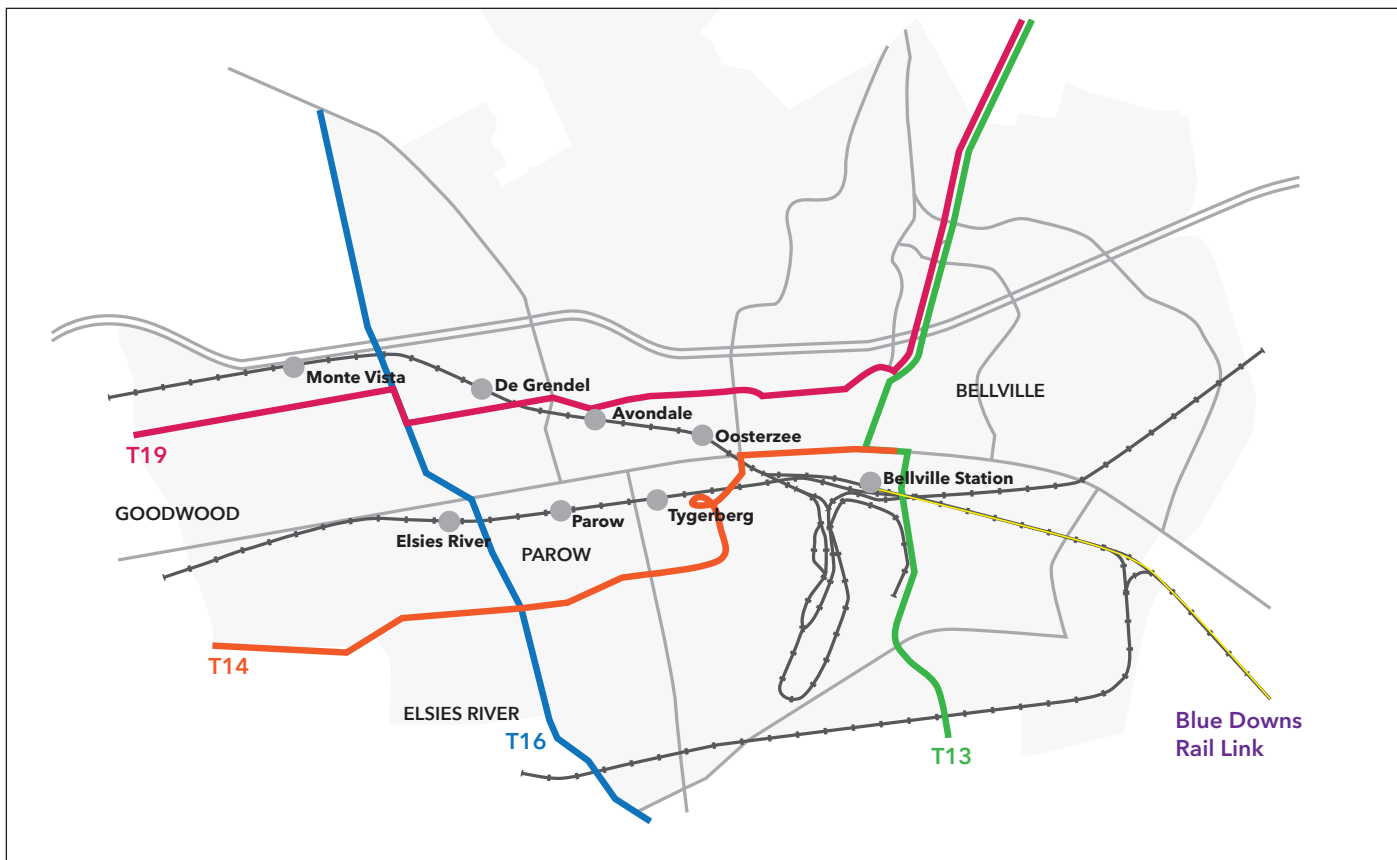 Monte Vista
De Grendel
BELLVILLE
Avondale
Oosterzee
T19
Bellville Station
GOODWOOD
Parow
Tygerberg
Elsies River
PAROW
T14
ELSIES RIVER
T16
T13
Blue Downs
Rail Link